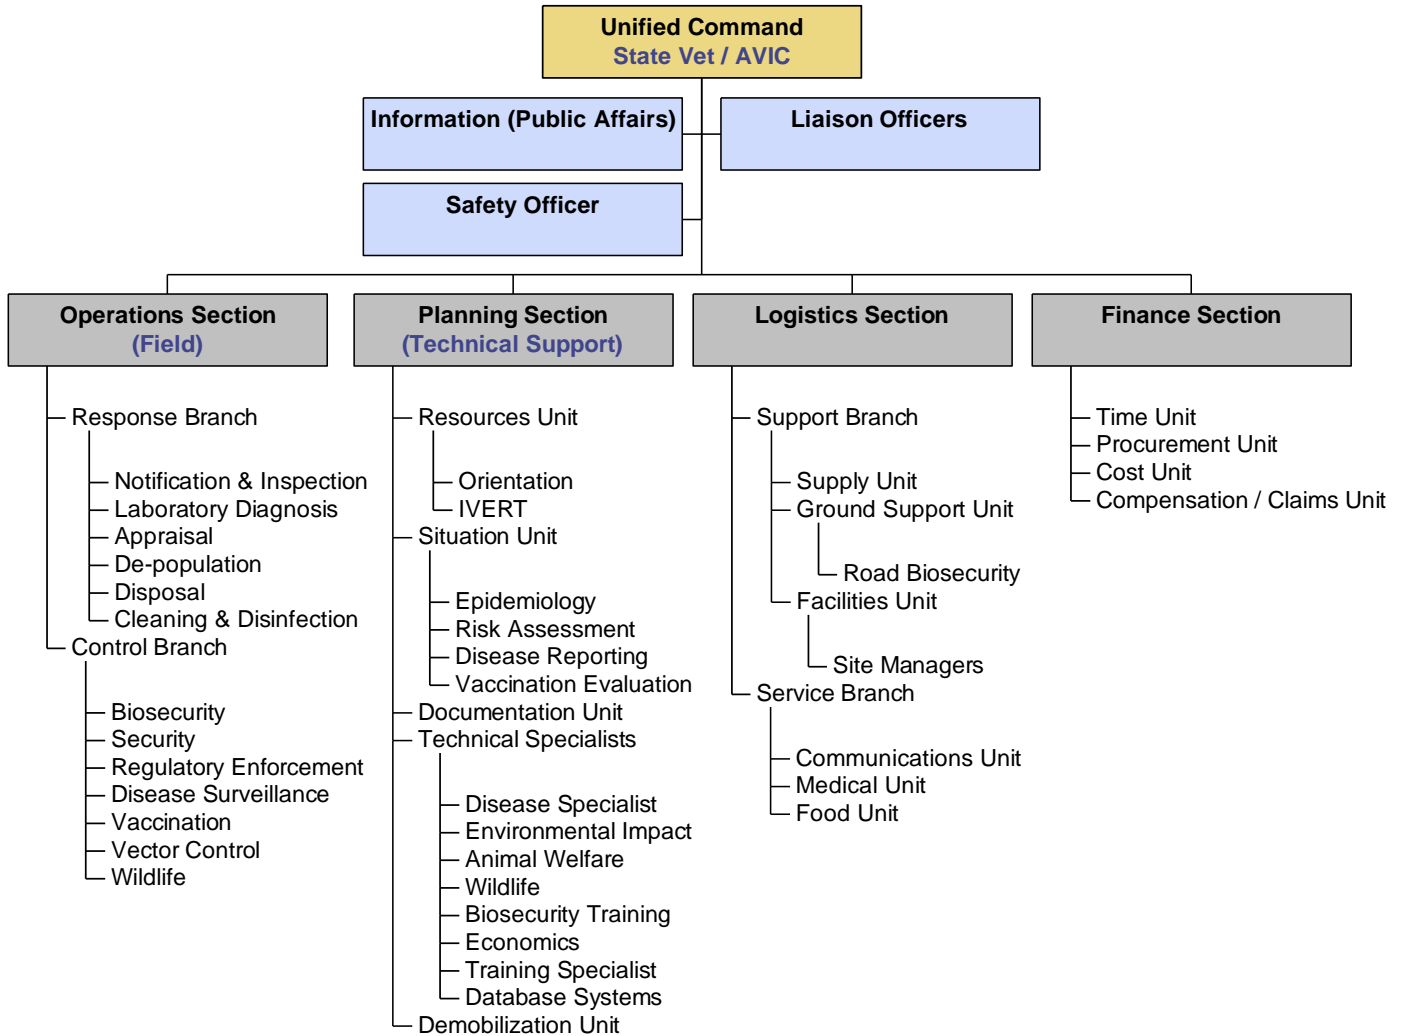 Unified Command
State Vet / AVIC
Information (Public Affairs)
Liaison Officers
Safety Officer
Operations Section
(Field)
Response Branch
Notification & Inspection
Laboratory Diagnosis
Appraisal
De-population
Disposal
Cleaning & Disinfection
Control Branch
Biosecurity
Security
Regulatory Enforcement
Disease Surveillance
Vaccination
Vector Control
Wildlife
Planning Section
(Technical Support)
Resources Unit
Orientation
IVERT
Situation Unit
Epidemiology
Risk Assessment
Disease Reporting
Vaccination Evaluation
Documentation Unit
Technical Specialists
Disease Specialist
Environmental Impact
Animal Welfare
Wildlife
Biosecurity Training
Economics
Training Specialist
Database Systems
Demobilization Unit
Logistics Section
Support Branch
Supply Unit
Ground Support Unit
Road Biosecurity
Facilities Unit
Site Managers
Service Branch
Communications Unit
Medical Unit
Food Unit
Finance Section
Time Unit
Procurement Unit
Cost Unit
Compensation / Claims Unit